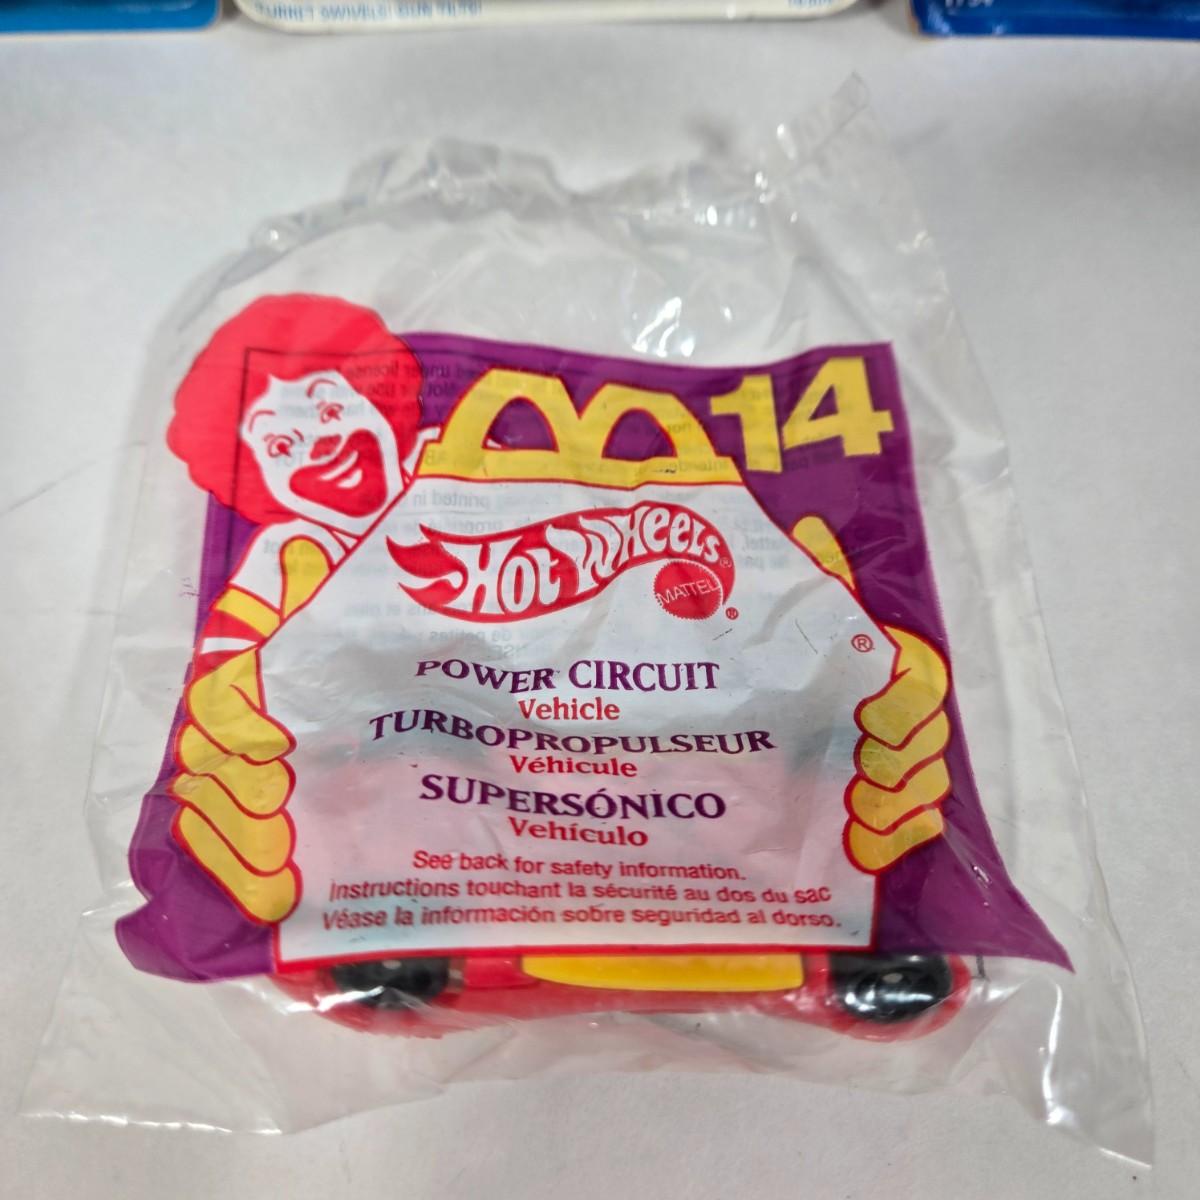 14
Hot Wheels®
MATTEL®
®
POWER CIRCUIT
Vehicle
TURBOPROPULSEUR
Véhicule
SUPERSÓNICO
Vehículo
See back for safety information.
Instructions touchant la sécurité au dos du sac
Véase la información sobre seguridad al dorso.